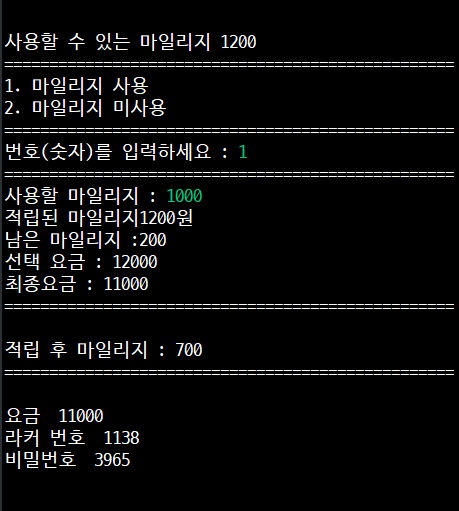 사용할 수 있는 마일리지 1200
==================================================
1. 마일리지 사용
2. 마일리지 미사용
==================================================
번호(숫자)를 입력하세요 : 1
==================================================
사용할 마일리지 : 1000
적립된 마일리지1200원
남은 마일리지 :200
선택 요금 : 12000
최종요금 : 11000
==================================================
적립 후 마일리지 : 700
==================================================
요금  11000
라커 번호  1138
비밀번호  3965